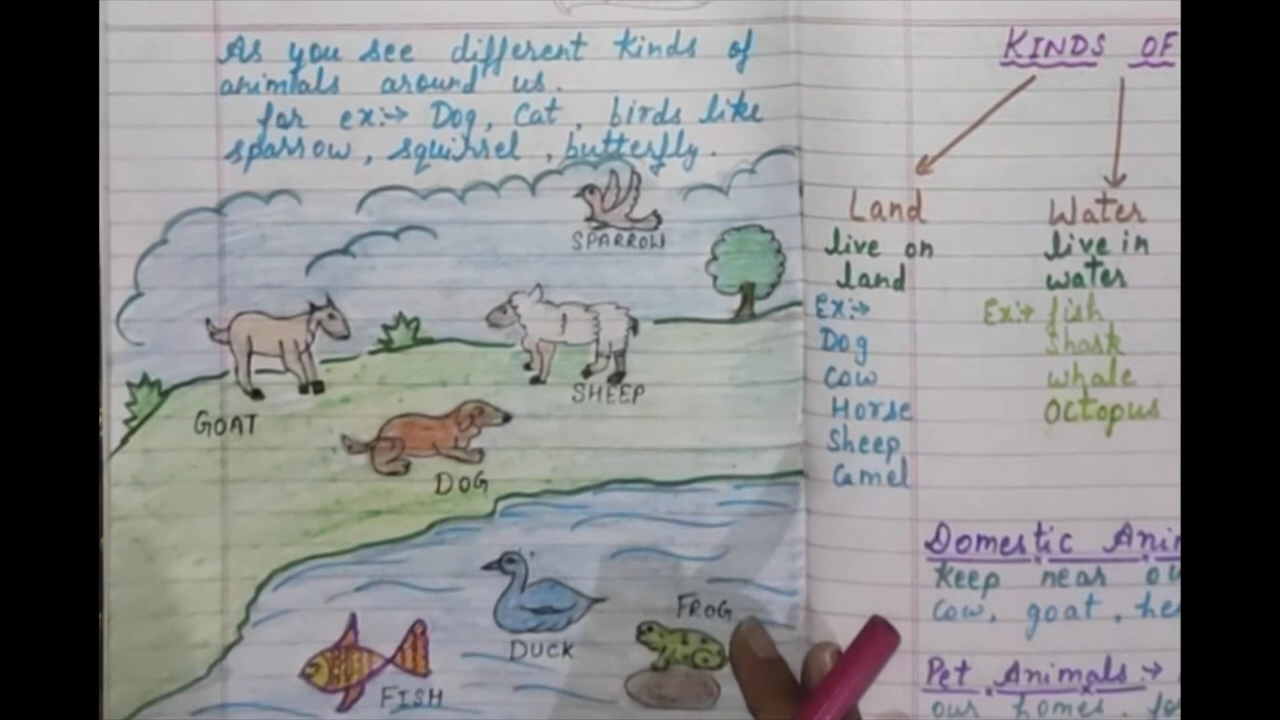 As you see different kinds of
animals around us.
for ex:→ Dog, Cat, birds like
sparrow, squirrel, butterfly.
SPARROW
GOAT
SHEEP
DOG
DUCK
FROG
FISH
KINDS OF
Land
live on
land
Ex:→
Dog
Cow
Horse
Sheep
Camel
Water
live in
water
Ex:→ fish
Shark
whale
Octopus
Domestic Ani
keep near
cow, goat, he
Pet Animals :→
our homes.